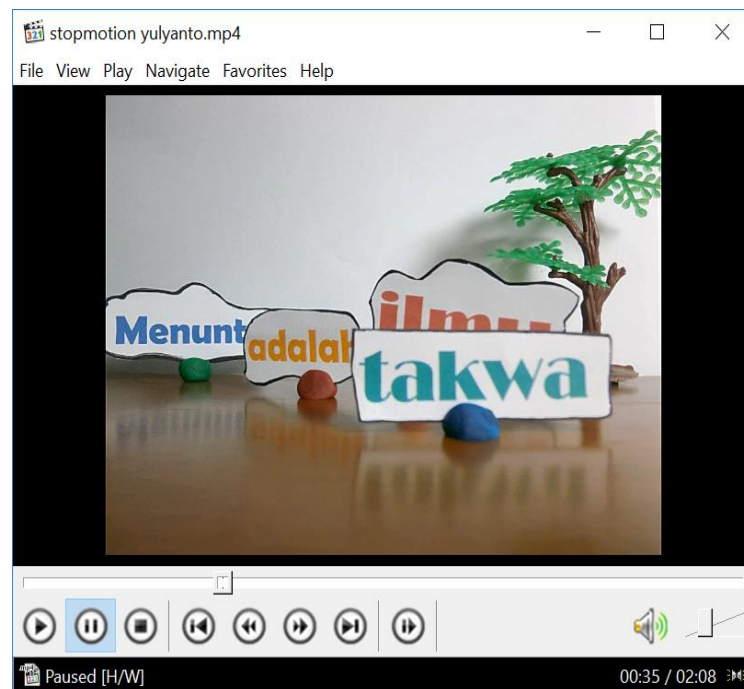 stopmotion yulyanto.mp4
File View Play Navigate Favorites Help
Menunt
ilmu
adalah
takwa
Paused [H/W]
00:35 / 02:08